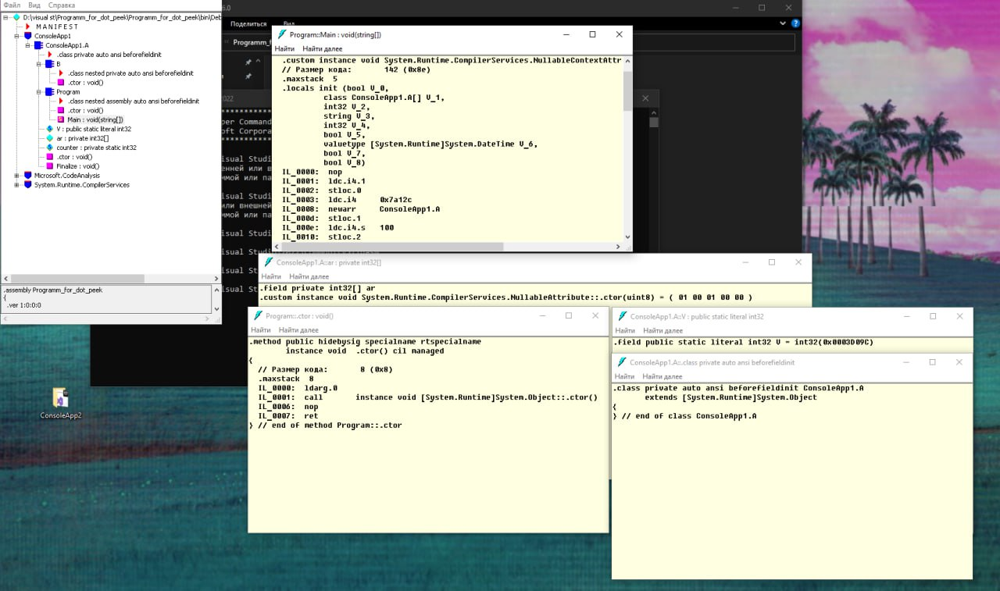 Файл Вид Справка
D:\visual st\Programm_for_dot_peek\Programm_for_dot_peek\bin\Deb
M A N I F E S T
ConsoleApp1
ConsoleApp1.A
.class private auto ansi beforefieldinit
B
.class nested private auto ansi beforefieldinit
.ctor : void()
Program
.class nested assembly auto ansi beforefieldinit
.ctor : void()
Main : void(string[])
V : public static literal int32
ar : private int32[]
counter : private static int32
.ctor : void()
Finalize : void()
Microsoft.CodeAnalysis
System.Runtime.CompilerServices
.assembly Programm_for_dot_peek
{
.ver 1:0:0:0
6.0
Поделиться Вид
Programm_f
2022
per Command
oft Corpora
isual Studi
енней или в
ммой или па
isual Studi
или внешней
ммой или па
isual Studi
isual Studi
isual Studi
isual Studi
Program::Main : void(string[])
Найти Найти далее
.custom instance void System.Runtime.CompilerServices.NullableContextAttr
// Размер кода: 142 (0x8e)
.maxstack 5
.locals init (bool V_0,
class ConsoleApp1.A[] V_1,
int32 V_2,
string V_3,
int32 V_4,
bool V_5,
valuetype [System.Runtime]System.DateTime V_6,
bool V_7,
bool V_8)
IL_0000: nop
IL_0001: ldc.i4.1
IL_0002: stloc.0
IL_0003: ldc.i4 0x7a12c
IL_0008: newarr ConsoleApp1.A
IL_000d: stloc.1
IL_000e: ldc.i4.s 100
IL_0010: stloc.2
ConsoleApp1.A::ar : private int32[]
Найти Найти далее
.field private int32[] ar
.custom instance void System.Runtime.CompilerServices.NullableAttribute::.ctor(uint8) = ( 01 00 01 00 00 )
Program::.ctor : void()
Найти Найти далее
.method public hidebysig specialname rtspecialname
instance void .ctor() cil managed
{
// Размер кода: 8 (0x8)
.maxstack 8
IL_0000: ldarg.0
IL_0001: call instance void [System.Runtime]System.Object::.ctor()
IL_0006: nop
IL_0007: ret
} // end of method Program::.ctor
ConsoleApp1.A::V : public static literal int32
Найти Найти далее
.field public static literal int32 V = int32(0x0003D09C)
ConsoleApp1.A::.class private auto ansi beforefieldinit
Найти Найти далее
.class private auto ansi beforefieldinit ConsoleApp1.A
extends [System.Runtime]System.Object
{
} // end of class ConsoleApp1.A
ConsoleApp2